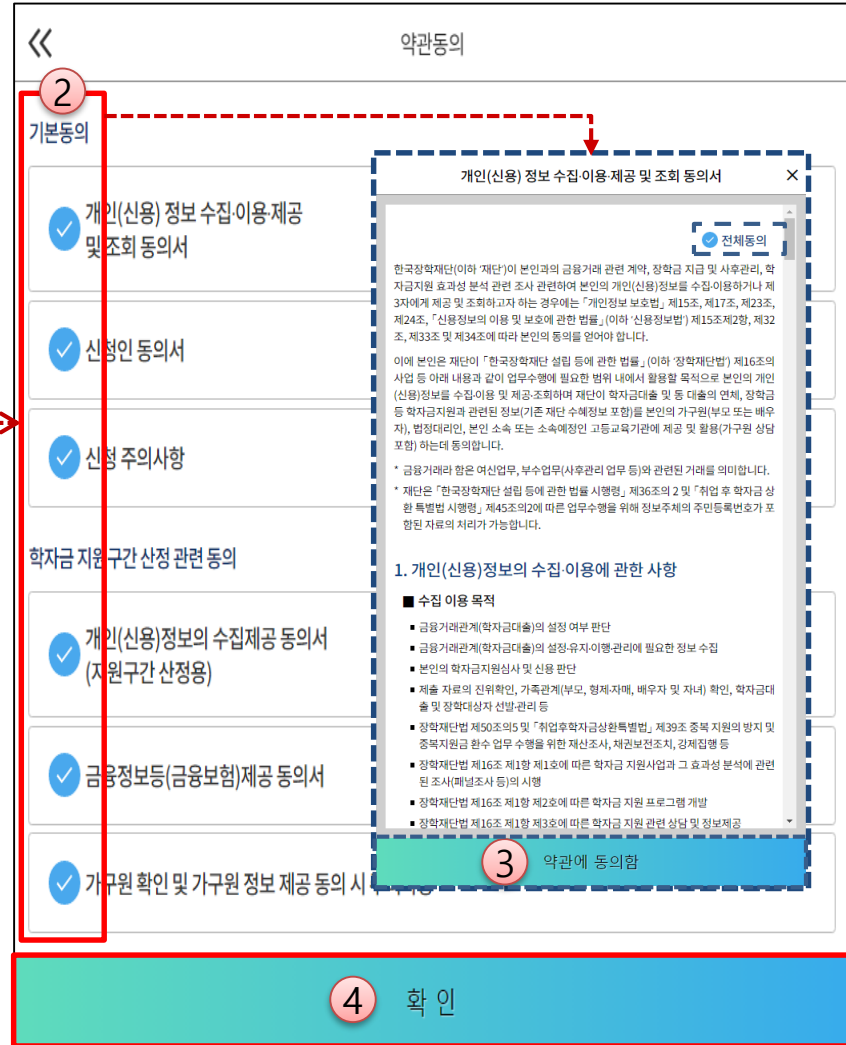 약관동의
2
기본동의
개인(신용) 정보 수집·이용·제공
및 조회 동의서
신청인 동의서
신청 주의사항
학자금 지원구간 산정 관련 동의
개인(신용)정보의 수집제공 동의서
(지원구간 산정용)
금융정보등(금융보험)제공 동의서
가구원 확인 및 가구원 정보 제공 동의 시
개인(신용) 정보 수집·이용·제공 및 조회 동의서
전체동의
한국장학재단(이하 ‘재단’)이 본인과의 금융거래 관련 계약, 장학금 지급 및 사후관리, 학
자금지원 효과성 분석 관련 조사 관련하여 본인의 개인(신용)정보를 수집·이용하거나 제
3자에게 제공 및 조회하고자 하는 경우에는 「개인정보 보호법」 제15조, 제17조, 제23조,
제24조, 「신용정보의 이용 및 보호에 관한 법률」(이하 ‘신용정보법’) 제15조제2항, 제32
조, 제33조 및 제34조에 따라 본인의 동의를 얻어야 합니다.
이에 본인은 재단이 「한국장학재단 설립 등에 관한 법률」(이하 ‘장학재단법’) 제16조의
사업 등 아래 내용과 같이 업무수행에 필요한 범위 내에서 활용할 목적으로 본인의 개인
(신용)정보를 수집·이용 및 제공·조회하며 재단이 학자금대출 및 동 대출의 연체, 장학금
등 학자금지원과 관련된 정보(기존 재단 수혜정보 포함)를 본인의 가구원(부모 또는 배우
자), 법정대리인, 본인 소속 또는 소속예정인 고등교육기관에 제공 및 활용(가구원 상담
포함) 하는데 동의합니다.
* 금융거래라 함은 여신업무, 부수업무(사후관리 업무 등)와 관련된 거래를 의미합니다.
* 재단은 「한국장학재단 설립 등에 관한 법률 시행령」 제36조의 2 및 「취업 후 학자금 상
환 특별법 시행령」 제45조의2에 따른 업무수행을 위해 정보주체의 주민등록번호가 포
함된 자료의 처리가 가능합니다.
1. 개인(신용)정보의 수집·이용에 관한 사항
■ 수집 이용 목적
▪ 금융거래관계(학자금대출)의 설정 여부 판단
▪ 금융거래관계(학자금대출)의 설정·유지·이행·관리에 필요한 정보 수집
▪ 본인의 학자금지원심사 및 신용 판단
▪ 제출 자료의 진위확인, 가족관계(부모, 형제·자매, 배우자 및 자녀) 확인, 학자금대
출 및 장학대상자 선발·관리 등
▪ 장학재단법 제50조의5 및 「취업후학자금상환특별법」 제39조 중복 지원의 방지 및
중복지원금 환수 업무 수행을 위한 재산조사, 채권보전조치, 강제집행 등
▪ 장학재단법 제16조 제1항 제1호에 따른 학자금 지원사업과 그 효과성 분석에 관련
된 조사(패널조사 등)의 시행
▪ 장학재단법 제16조 제1항 제2호에 따른 학자금 지원 프로그램 개발
▪ 장학재단법 제16조 제1항 제3호에 따른 학자금 지원 관련 상담 및 정보제공
3 약관에 동의함
4 확 인